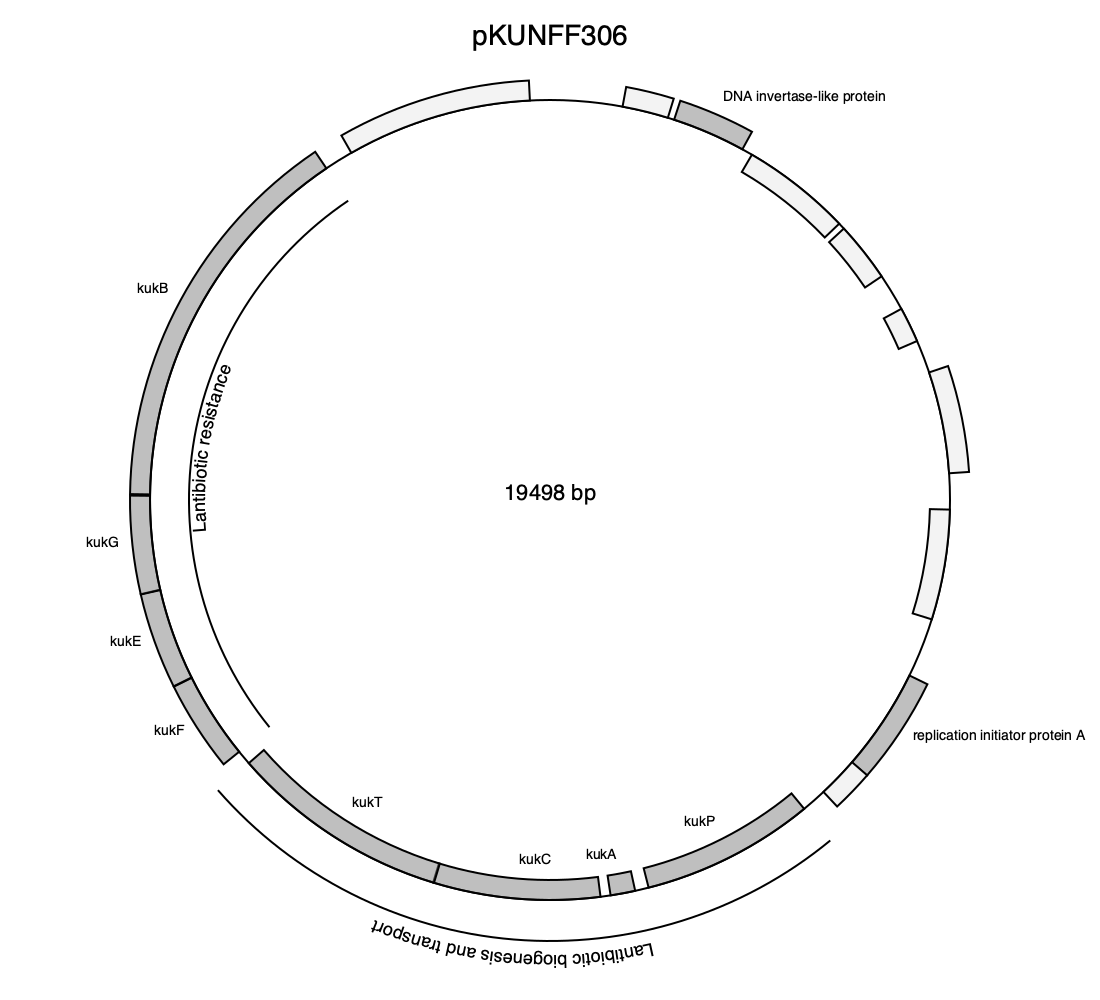 pKUNFF306
DNA invertase-like protein
kukB
Lantibiotic resistance
19498 bp
kukG
kukE
kukF
replication initiator protein A
kukT
kukP
kukC
kukA
Lantibiotic biogenesis and transport